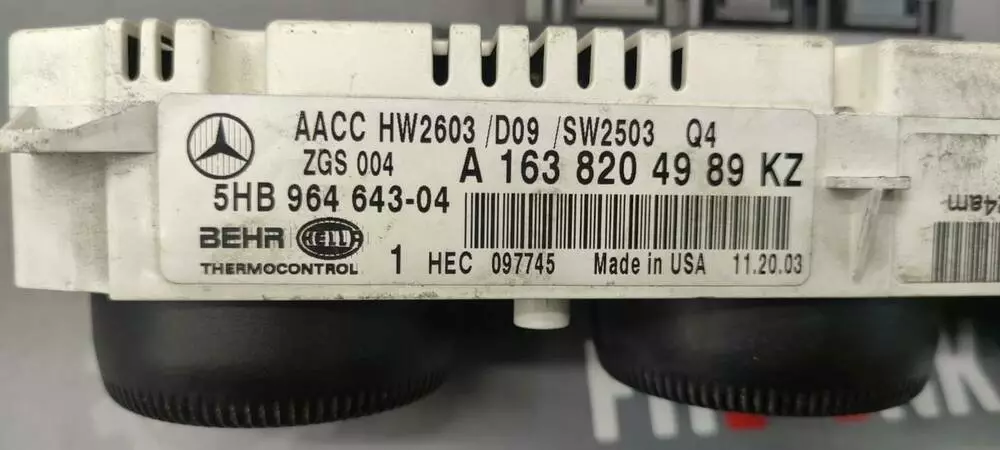 AACC HW2603 /D09 /SW2503 Q4
ZGS 004 A 163 820 49 89 KZ
5HB 964 643-04
BEHR HELLA
THERMOCONTROL 1 HEC 097745 Made in USA 11.20.03